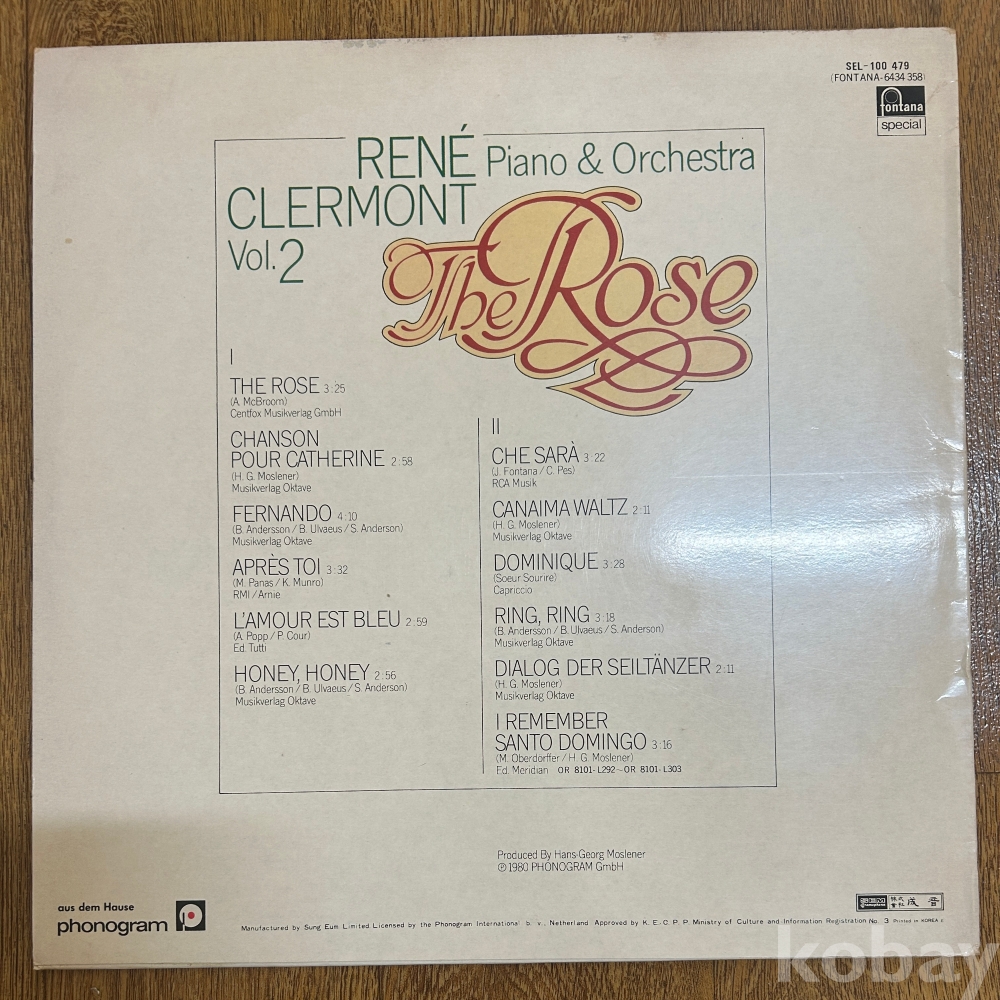 SEL-100 479
(FONTANA-6434 358)
fontana
special
RENÉ Piano & Orchestra
CLERMONT
Vol.2
The Rose
I
THE ROSE 3:25
(A. McBroom)
Centfox Musikverlag GmbH
CHANSON
POUR CATHERINE 2:58
(H. G. Moslener)
Musikverlag Oktave
FERNANDO 4:10
(B. Andersson / B. Ulvaeus / S. Anderson)
Musikverlag Oktave
APRÈS TOI 3:32
(M. Panas / K. Munro)
RMI / Arnie
L'AMOUR EST BLEU 2:59
(A. Popp / P. Cour)
Ed. Tutti
HONEY, HONEY 2:56
(B. Andersson / B. Ulvaeus / S. Anderson)
Musikverlag Oktave
II
CHE SARÀ 3:22
(J. Fontana / C. Pes)
RCA Musik
CANAIMA WALTZ 2:11
(H. G. Moslener)
Musikverlag Oktave
DOMINIQUE 3:28
(Soeur Sourire)
Capriccio
RING, RING 3:18
(B. Andersson / B. Ulvaeus / S. Anderson)
Musikverlag Oktave
DIALOG DER SEILTÄNZER 2:11
(H. G. Moslener)
Musikverlag Oktave
I REMEMBER
SANTO DOMINGO 3:16
(M. Oberdorffer / H. G. Moslener)
Ed. Meridian OR 8101-L292~OR 8101-L303
Produced By Hans-Georg Moslener
℗ 1980 PHONOGRAM GmbH
aus dem Hause
phonogram
SEM
株式會社 成音
Manufactured by Sung Eum Limited Licensed by the Phonogram International b. v., Netherland Approved by K. E. C. P. P. Ministry of Culture and Information Registration No. 3 Printed in KOREA
kobay